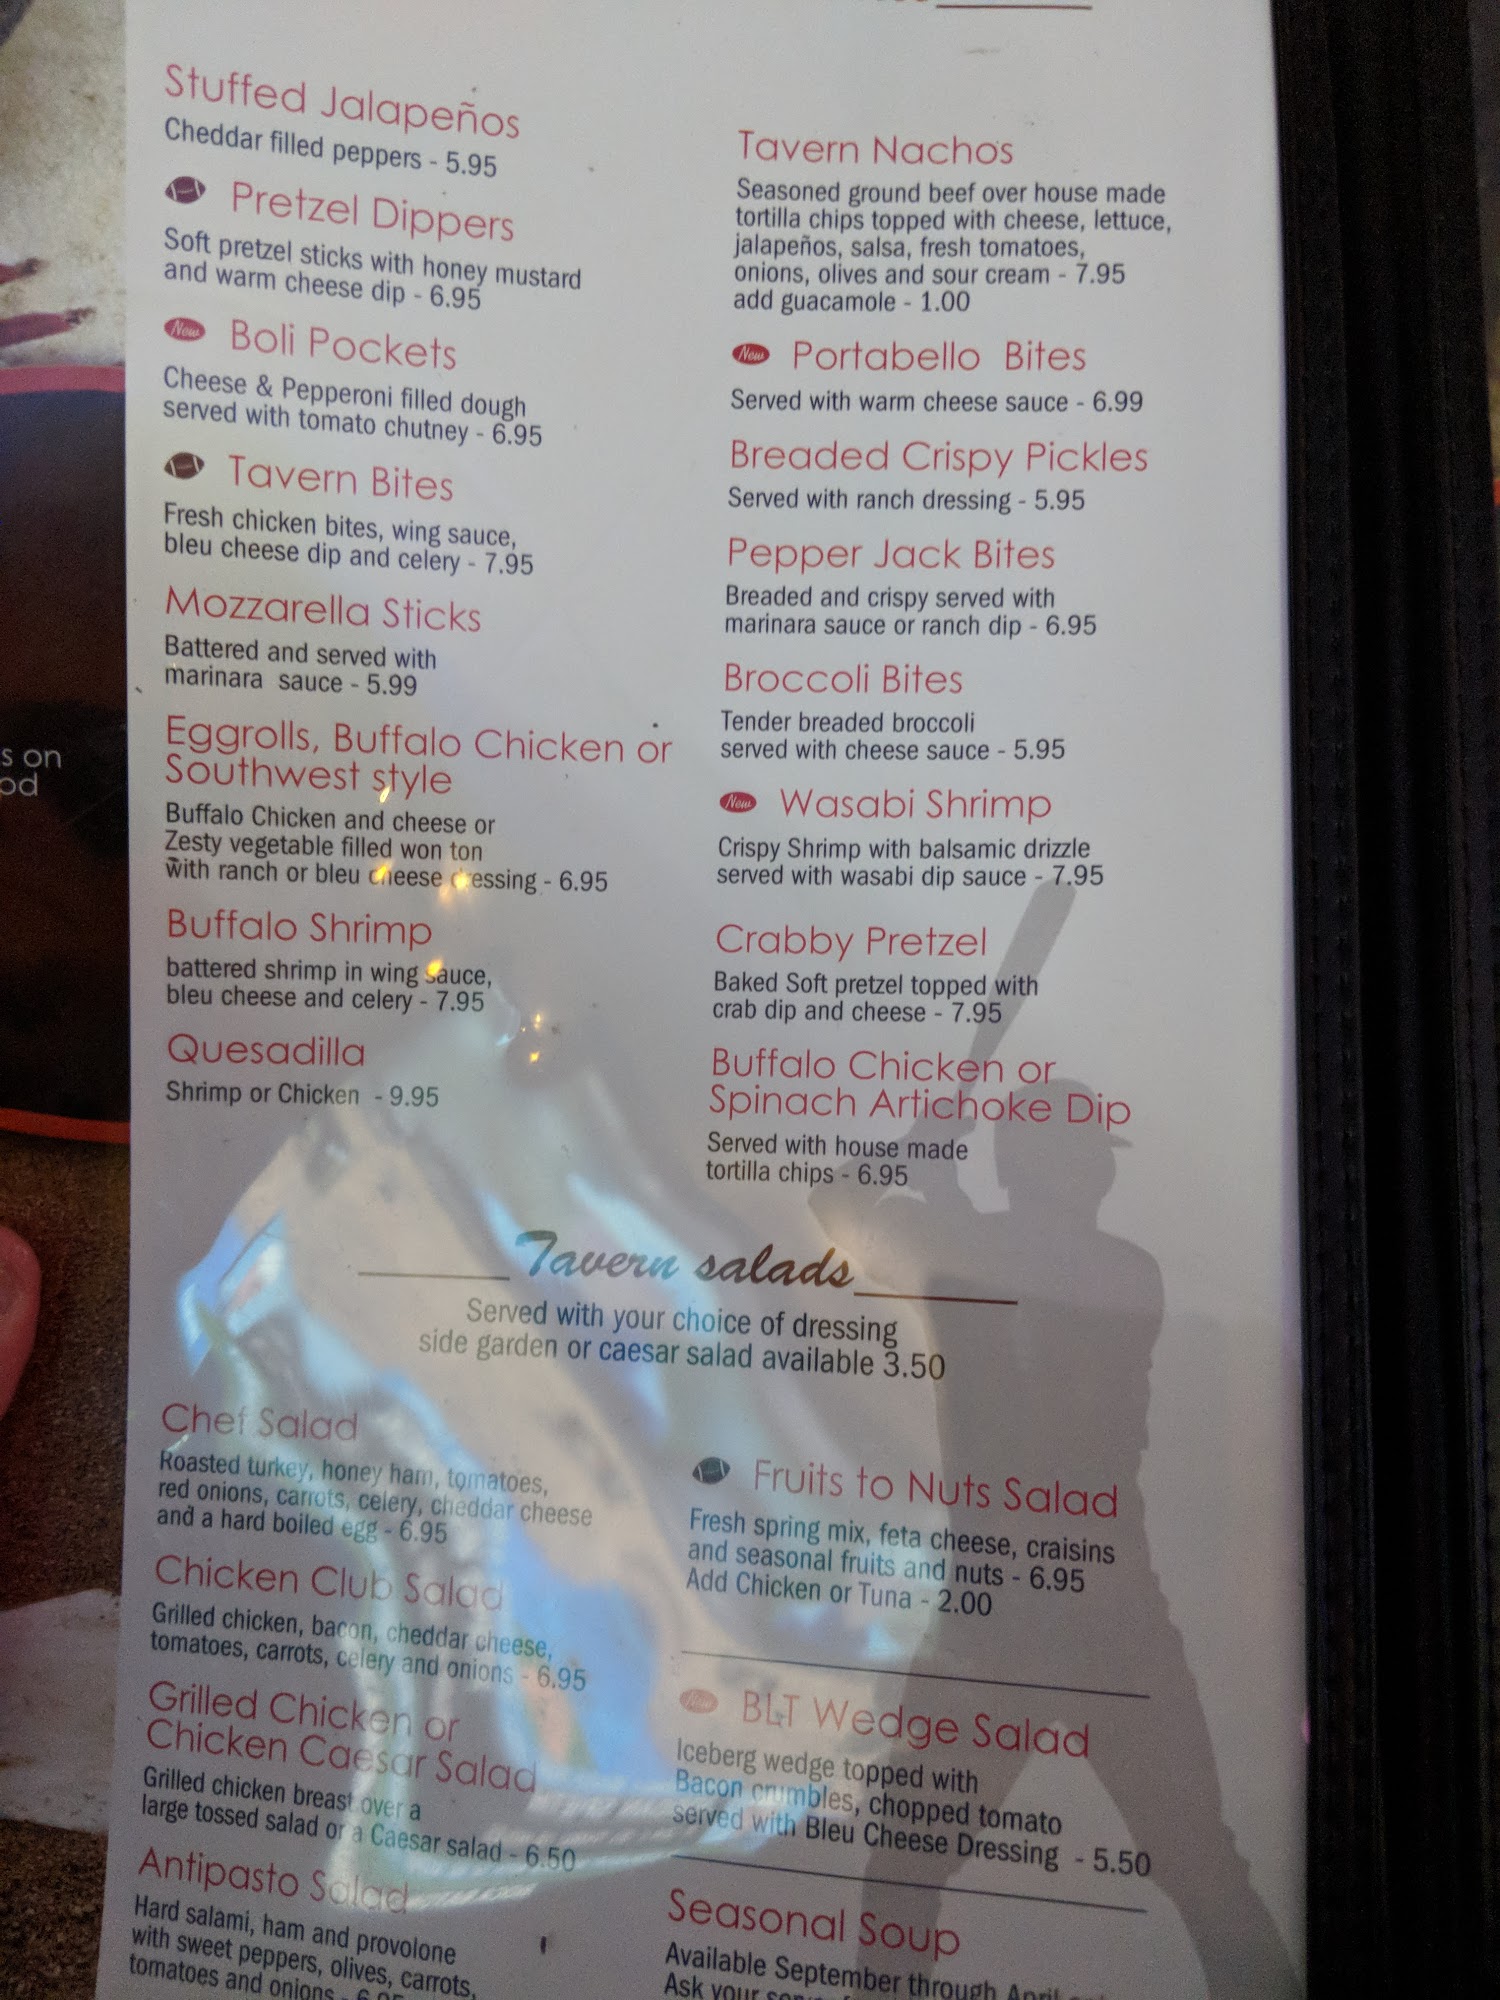 s on
od
Stuffed Jalapeños
Cheddar filled peppers - 5.95
Pretzel Dippers
Soft pretzel sticks with honey mustard
and warm cheese dip - 6.95
New Boli Pockets
Cheese & Pepperoni filled dough
served with tomato chutney - 6.95
Tavern Bites
Fresh chicken bites, wing sauce,
bleu cheese dip and celery - 7.95
Mozzarella Sticks
Battered and served with
marinara sauce - 5.99
Eggrolls, Buffalo Chicken or
Southwest style
Buffalo Chicken and cheese or
Zesty vegetable filled won ton
with ranch or bleu cheese dressing - 6.95
Buffalo Shrimp
battered shrimp in wing sauce,
bleu cheese and celery - 7.95
Quesadilla
Shrimp or Chicken - 9.95
Tavern Nachos
Seasoned ground beef over house made
tortilla chips topped with cheese, lettuce,
jalapeños, salsa, fresh tomatoes,
onions, olives and sour cream - 7.95
add guacamole - 1.00
New Portabello Bites
Served with warm cheese sauce - 6.99
Breaded Crispy Pickles
Served with ranch dressing - 5.95
Pepper Jack Bites
Breaded and crispy served with
marinara sauce or ranch dip - 6.95
Broccoli Bites
Tender breaded broccoli
served with cheese sauce - 5.95
New Wasabi Shrimp
Crispy Shrimp with balsamic drizzle
served with wasabi dip sauce - 7.95
Crabby Pretzel
Baked Soft pretzel topped with
crab dip and cheese - 7.95
Buffalo Chicken or
Spinach Artichoke Dip
Served with house made
tortilla chips - 6.95
Tavern salads
Served with your choice of dressing
side garden or caesar salad available 3.50
Chef Salad
Roasted turkey, honey ham, tomatoes,
red onions, carrots, celery, cheddar cheese
and a hard boiled egg - 6.95
Chicken Club Salad
Grilled chicken, bacon, cheddar cheese,
tomatoes, carrots, celery and onions - 6.95
Grilled Chicken or
Chicken Caesar Salad
Grilled chicken breast over a
large tossed salad or a Caesar salad - 6.50
Antipasto Salad
Hard salami, ham and provolone
with sweet peppers, olives, carrots,
tomatoes and onions -
Fruits to Nuts Salad
Fresh spring mix, feta cheese, craisins
and seasonal fruits and nuts - 6.95
Add Chicken or Tuna - 2.00
New BLT Wedge Salad
Iceberg wedge topped with
Bacon crumbles, chopped tomato
served with Bleu Cheese Dressing - 5.50
Seasonal Soup
Available September through April
Ask your